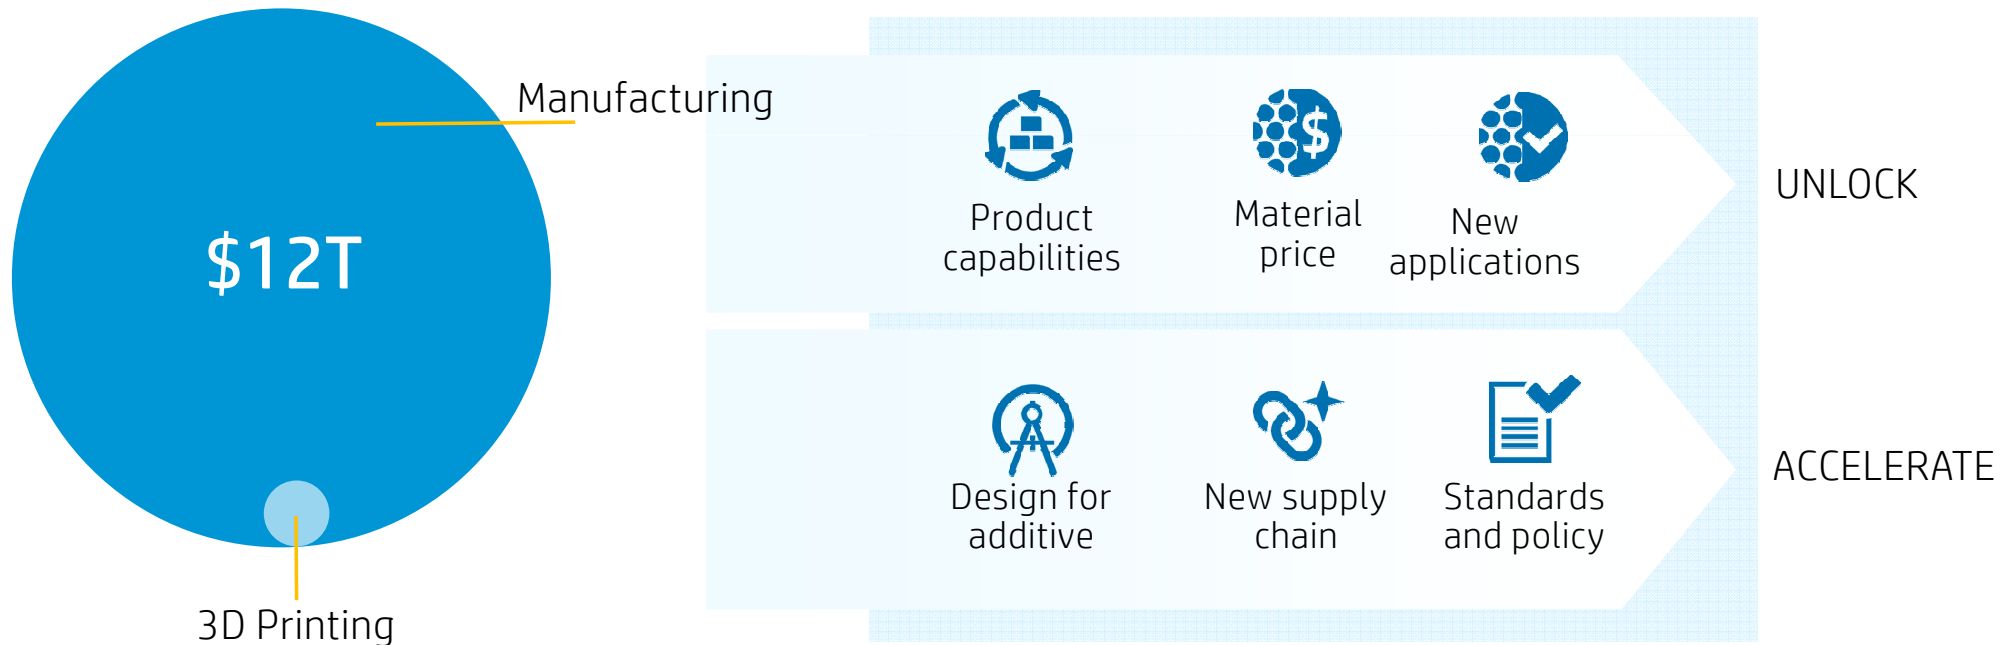 Manufacturing
$12T
3D Printing
Product
capabilities
Material
price
New
applications
UNLOCK
Design for
additive
New supply
chain
Standards
and policy
ACCELERATE